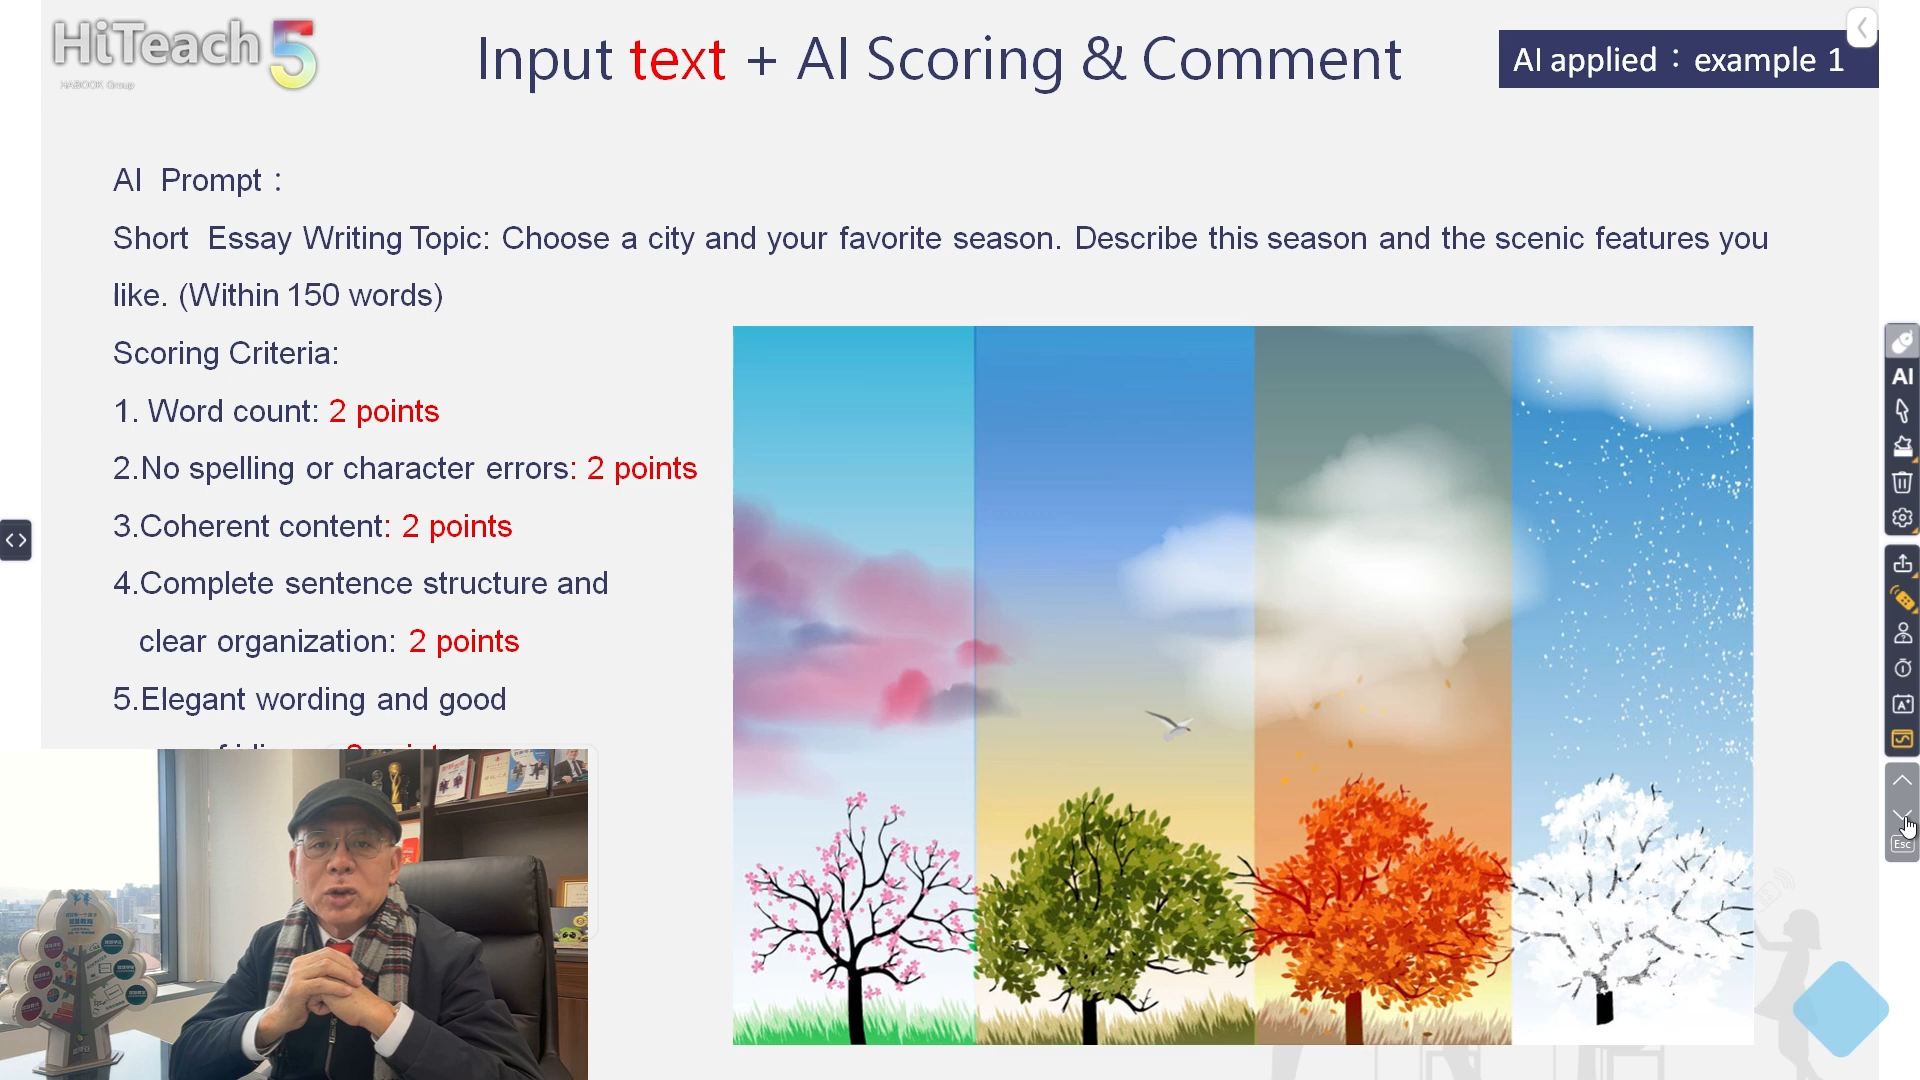 HiTeach 5
HABOOK Group
Input text + AI Scoring & Comment
AI applied：example 1
AI Prompt：
Short Essay Writing Topic: Choose a city and your favorite season. Describe this season and the scenic features you
like. (Within 150 words)
Scoring Criteria:
1. Word count: 2 points
2.No spelling or character errors: 2 points
3.Coherent content: 2 points
4.Complete sentence structure and
clear organization: 2 points
5.Elegant wording and good
AI
Esc